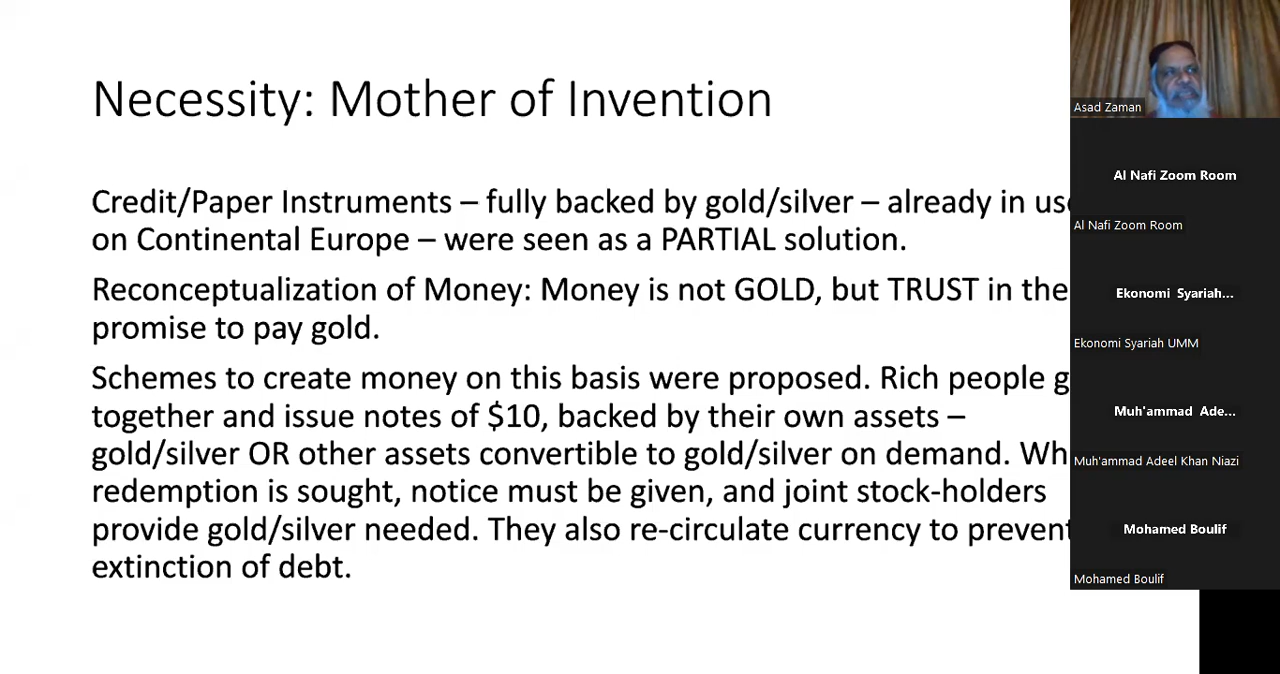 Necessity: Mother of Invention
Credit/Paper Instruments – fully backed by gold/silver – already in use
on Continental Europe – were seen as a PARTIAL solution.
Reconceptualization of Money: Money is not GOLD, but TRUST in the
promise to pay gold.
Schemes to create money on this basis were proposed. Rich people
together and issue notes of $10, backed by their own assets –
gold/silver OR other assets convertible to gold/silver on demand.
redemption is sought, notice must be given, and joint stock-holders
provide gold/silver needed. They also re-circulate currency to prevent
extinction of debt.
Asad Zaman
Al Nafi Zoom Room
Al Nafi Zoom Room
Ekonomi Syariah...
Ekonomi Syariah UMM
Muh'ammad Ade...
Muh'ammad Adeel Khan Niazi
Mohamed Boulif
Mohamed Boulif